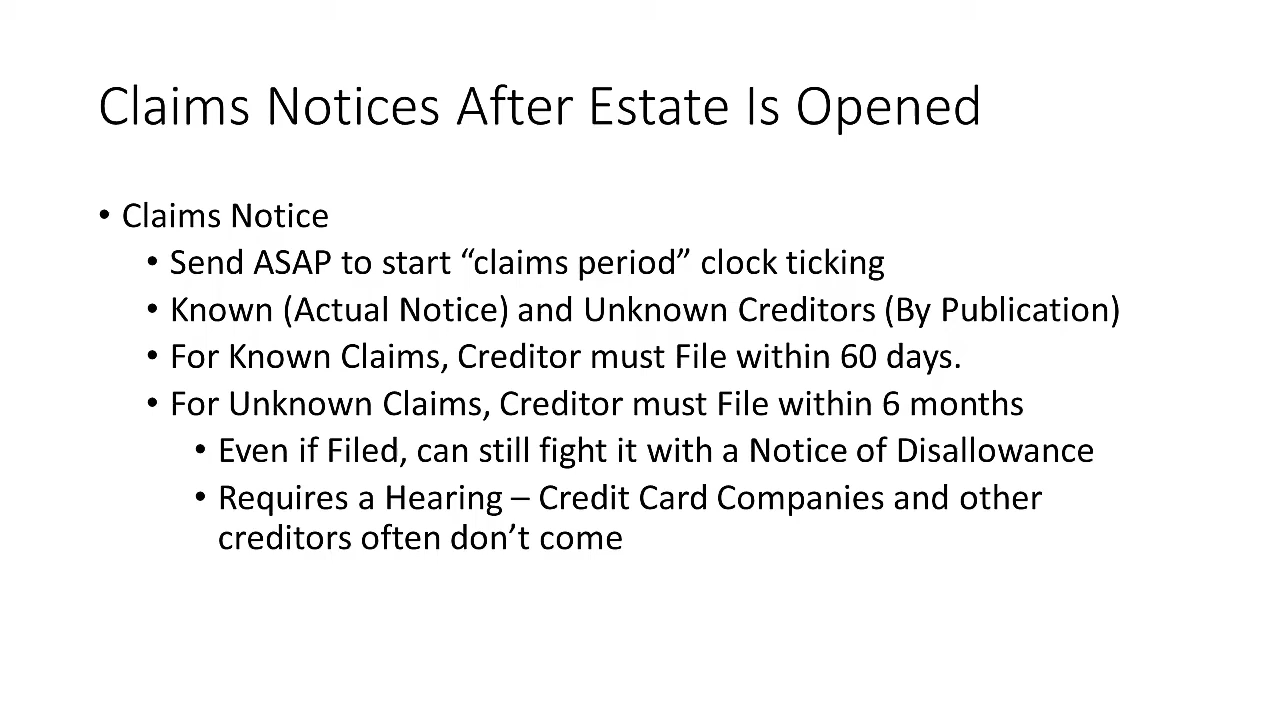 Claims Notices After Estate Is Opened
• Claims Notice
• Send ASAP to start “claims period” clock ticking
• Known (Actual Notice) and Unknown Creditors (By Publication)
• For Known Claims, Creditor must File within 60 days.
• For Unknown Claims, Creditor must File within 6 months
• Even if Filed, can still fight it with a Notice of Disallowance
• Requires a Hearing – Credit Card Companies and other
creditors often don’t come